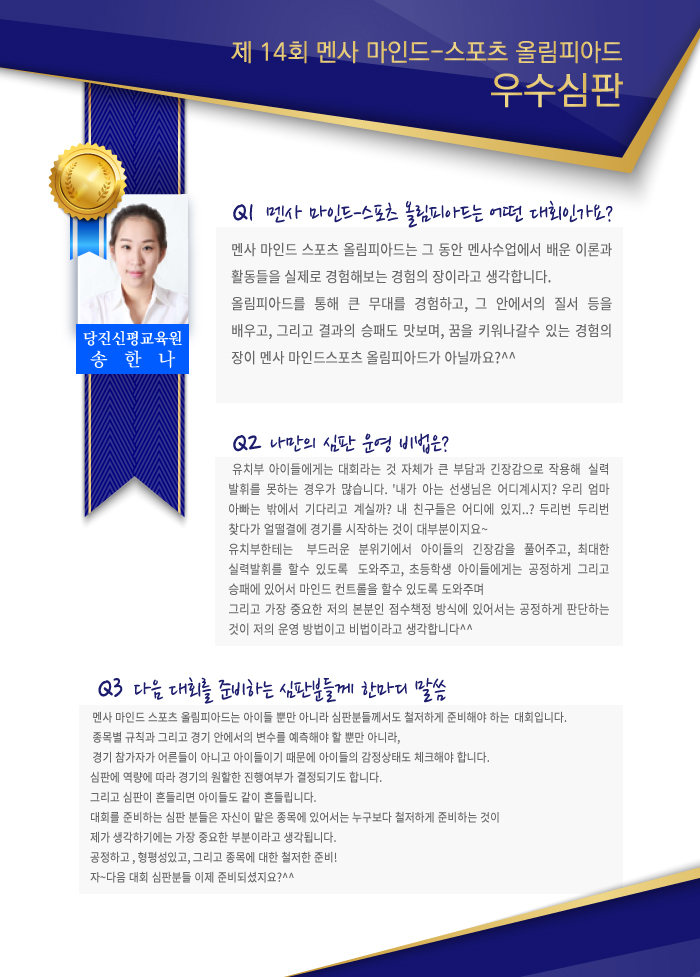 제 14회 멘사 마인드-스포츠 올림피아드
우수심판
당진신평교육원
송 한 나
Q1 멘사 마인드-스포츠 올림피아드는 어떤 대회인가요?
멘사 마인드 스포츠 올림피아드는 그 동안 멘사수업에서 배운 이론과
활동들을 실제로 경험해보는 경험의 장이라고 생각합니다.
올림피아드를 통해 큰 무대를 경험하고, 그 안에서의 질서 등을
배우고, 그리고 결과의 승패도 맛보며, 꿈을 키워나갈수 있는 경험의
장이 멘사 마인드스포츠 올림피아드가 아닐까요?^^
Q2 나만의 심판 운영 비법은?
유치부 아이들에게는 대회라는 것 자체가 큰 부담과 긴장감으로 작용해 실력
발휘를 못하는 경우가 많습니다. '내가 아는 선생님은 어디계시지? 우리 엄마
아빠는 밖에서 기다리고 계실까? 내 친구들은 어디에 있지..? 두리번 두리번
찾다가 얼떨결에 경기를 시작하는 것이 대부분이지요~
유치부한테는 부드러운 분위기에서 아이들의 긴장감을 풀어주고, 최대한
실력발휘를 할수 있도록 도와주고, 초등학생 아이들에게는 공정하게 그리고
승패에 있어서 마인드 컨트롤을 할수 있도록 도와주며
그리고 가장 중요한 저의 본분인 점수책정 방식에 있어서는 공정하게 판단하는
것이 저의 운영 방법이고 비법이라고 생각합니다^^
Q3 다음 대회를 준비하는 심판분들께 한마디 말씀
멘사 마인드 스포츠 올림피아드는 아이들 뿐만 아니라 심판분들께서도 철저하게 준비해야 하는 대회입니다.
종목별 규칙과 그리고 경기 안에서의 변수를 예측해야 할 뿐만 아니라,
경기 참가자가 어른들이 아니고 아이들이기 때문에 아이들의 감정상태도 체크해야 합니다.
심판에 역량에 따라 경기의 원할한 진행여부가 결정되기도 합니다.
그리고 심판이 흔들리면 아이들도 같이 흔들립니다.
대회를 준비하는 심판 분들은 자신이 맡은 종목에 있어서는 누구보다 철저하게 준비하는 것이
제가 생각하기에는 가장 중요한 부분이라고 생각됩니다.
공정하고 , 형평성있고, 그리고 종목에 대한 철저한 준비!
자~다음 대회 심판분들 이제 준비되셨지요?^^